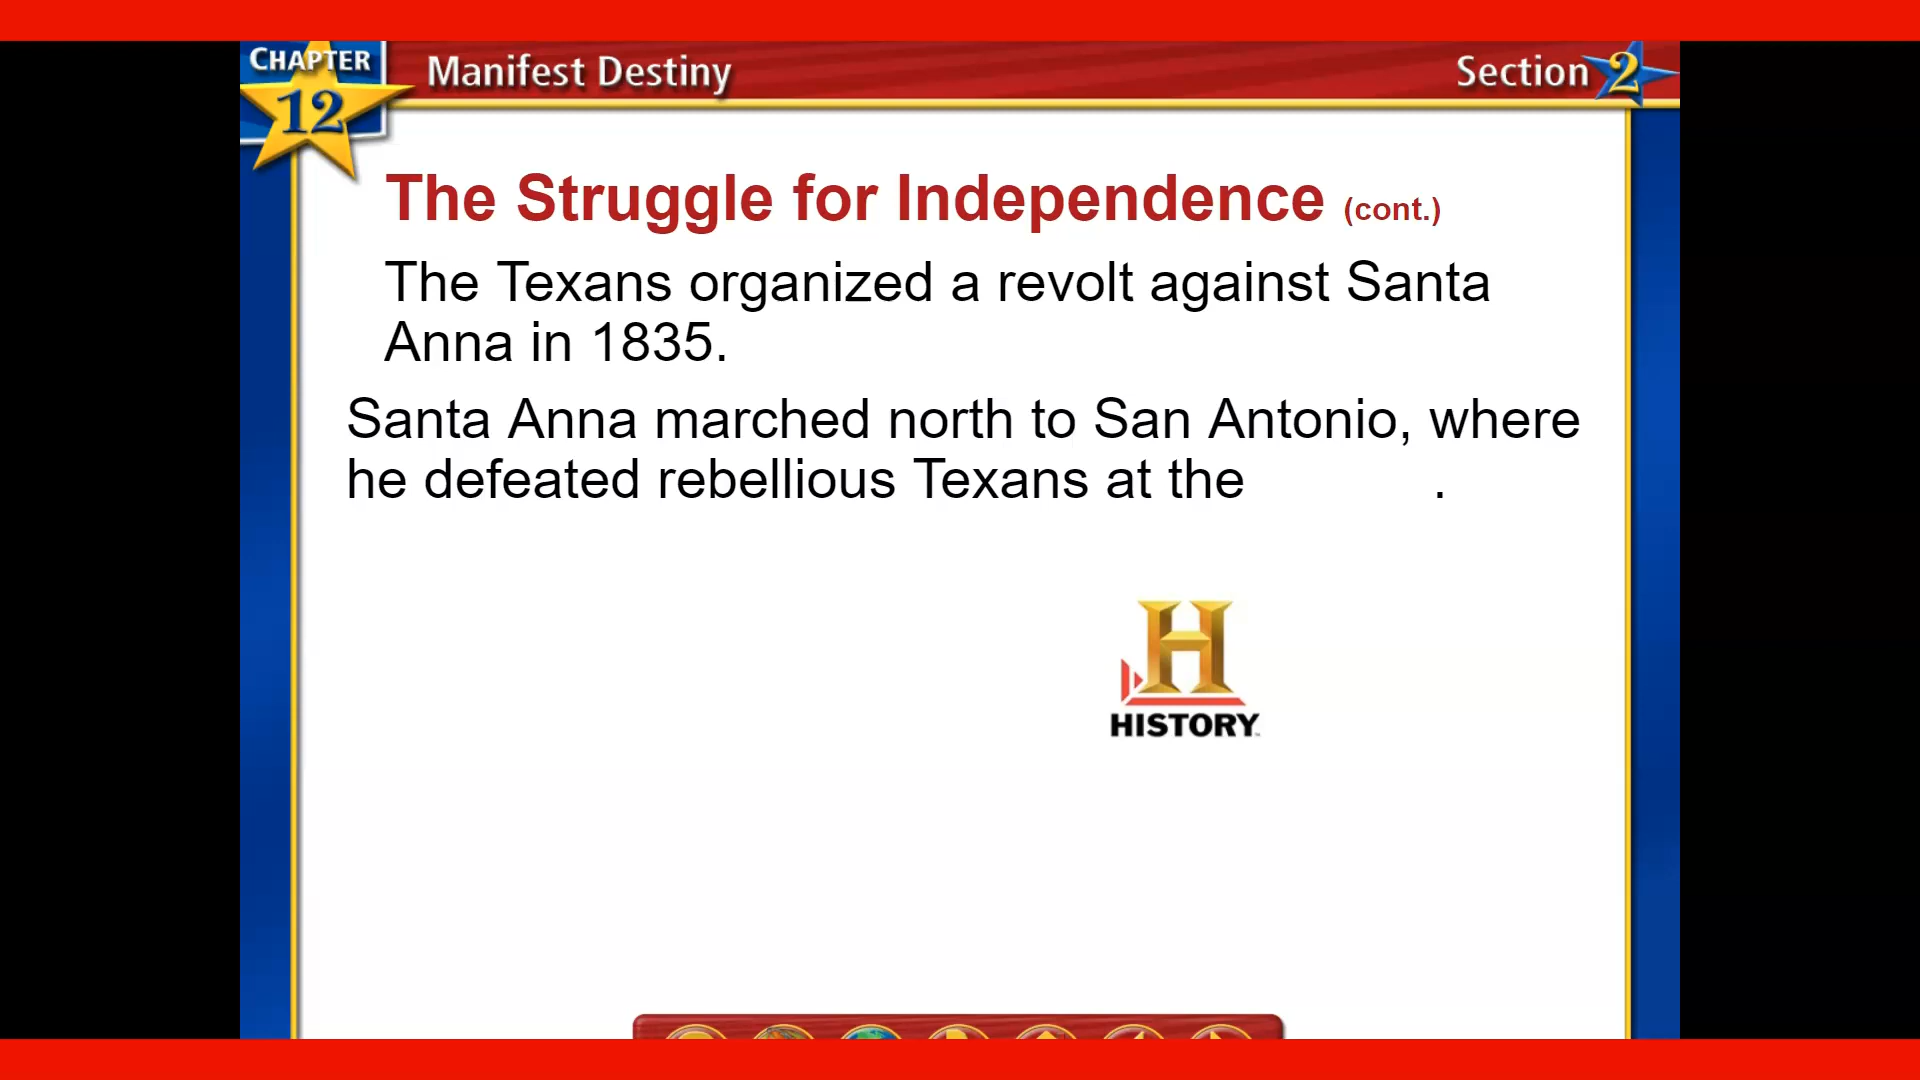 CHAPTER
12
Manifest Destiny
Section 2
The Struggle for Independence (cont.)
The Texans organized a revolt against Santa
Anna in 1835.
Santa Anna marched north to San Antonio, where
he defeated rebellious Texans at the .
H
HISTORY